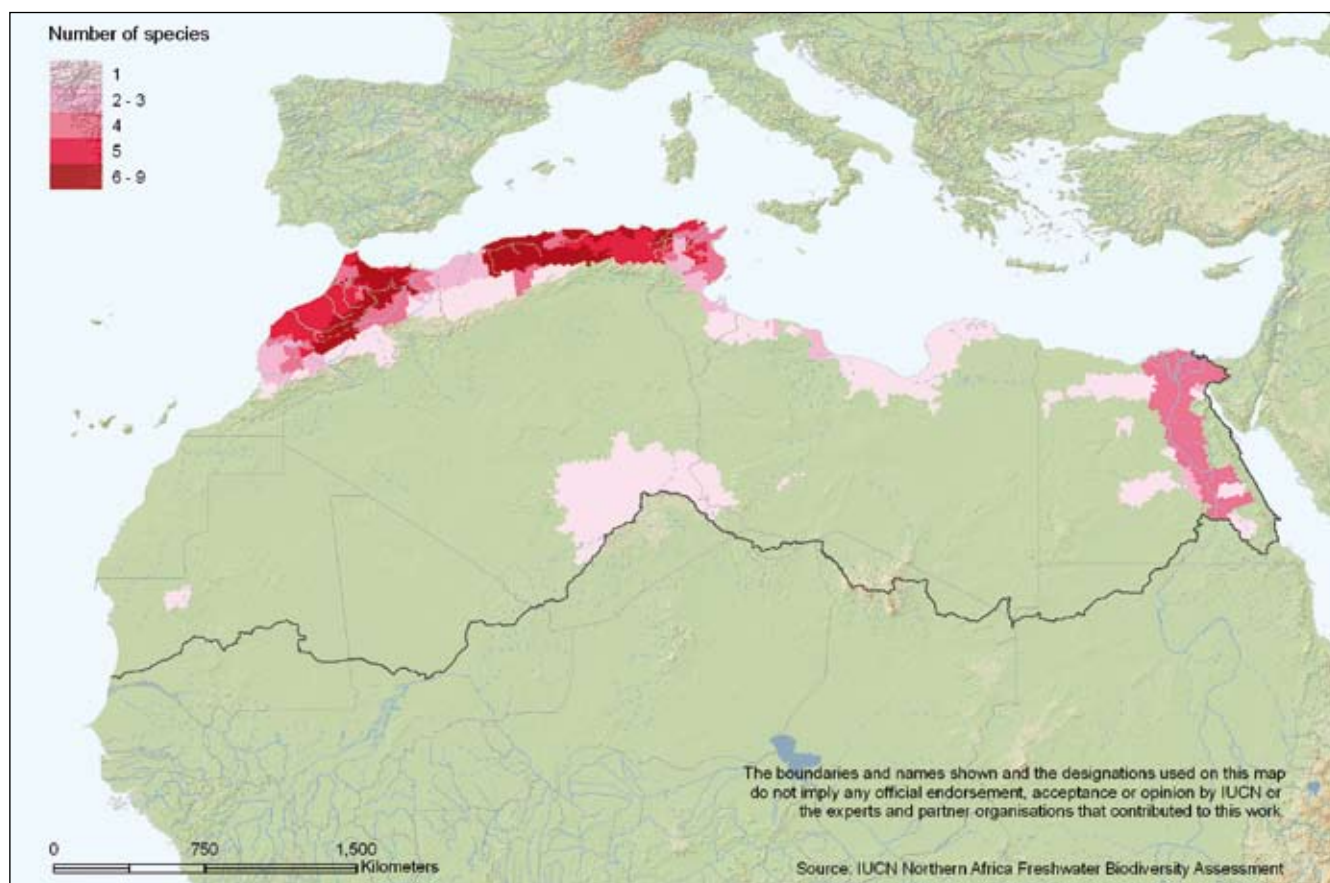 Number of species
1
2 - 3
4
5
6 - 9
The boundaries and names shown and the designations used on this map
do not imply any official endorsement, acceptance or opinion by IUCN or
the experts and partner organisations that contributed to this work.
0 750 1,500
Kilometers
Source: IUCN Northern Africa Freshwater Biodiversity Assessment